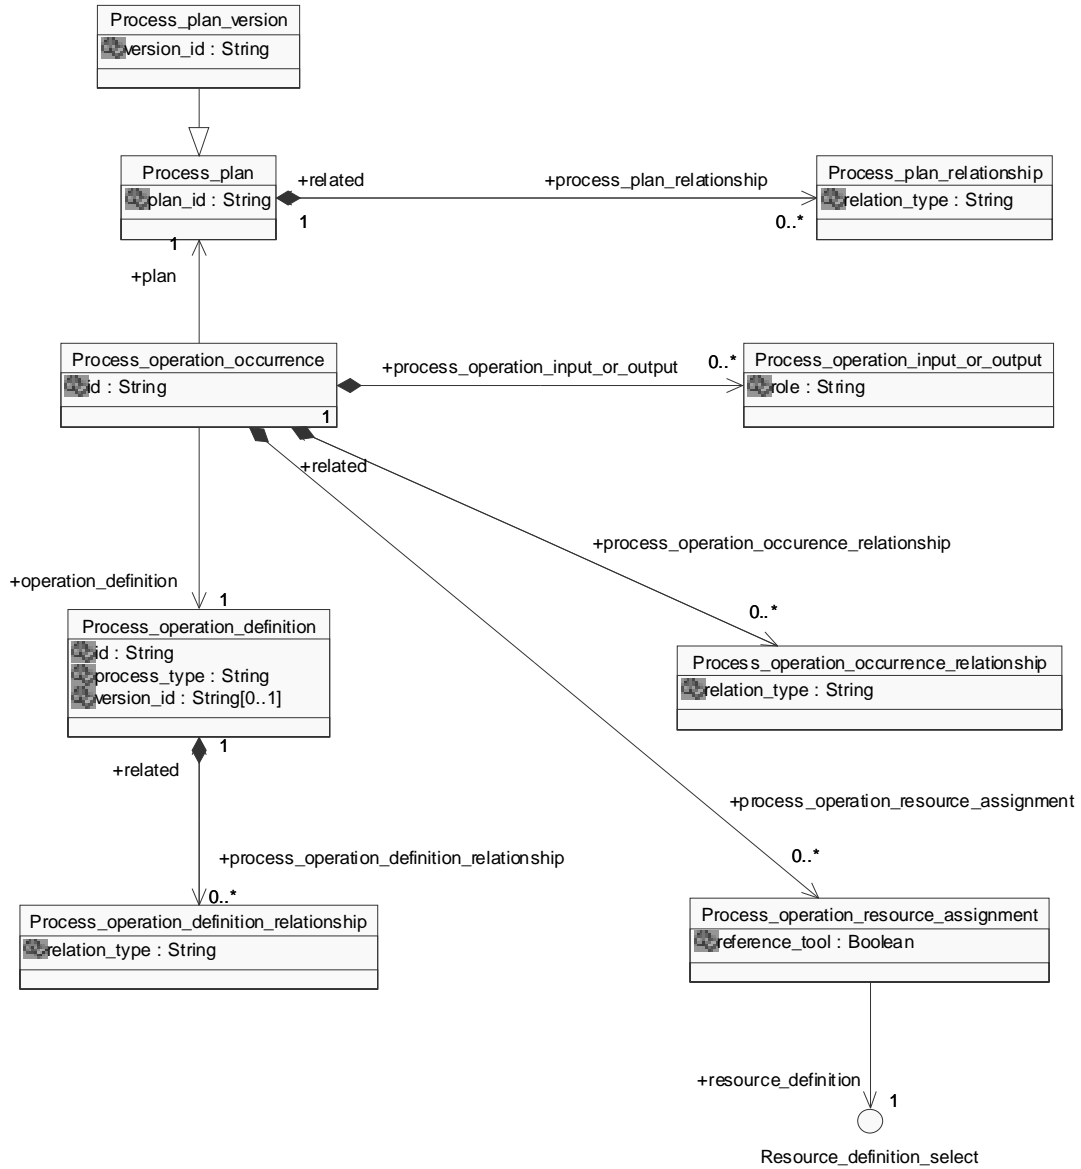 Process_plan_version
version_id : String
Process_plan
plan_id : String
+related
+process_plan_relationship
1
0..*
Process_plan_relationship
relation_type : String
1
+plan
Process_operation_occurrence
id : String
1
+process_operation_input_or_output
0..*
Process_operation_input_or_output
role : String
+related
+process_operation_occurence_relationship
0..*
+operation_definition
1
Process_operation_definition
id : String
process_type : String
version_id : String[0..1]
Process_operation_occurrence_relationship
relation_type : String
1
+related
+process_operation_resource_assignment
0..*
+process_operation_definition_relationship
0..*
Process_operation_definition_relationship
relation_type : String
Process_operation_resource_assignment
reference_tool : Boolean
+resource_definition
1
Resource_definition_select